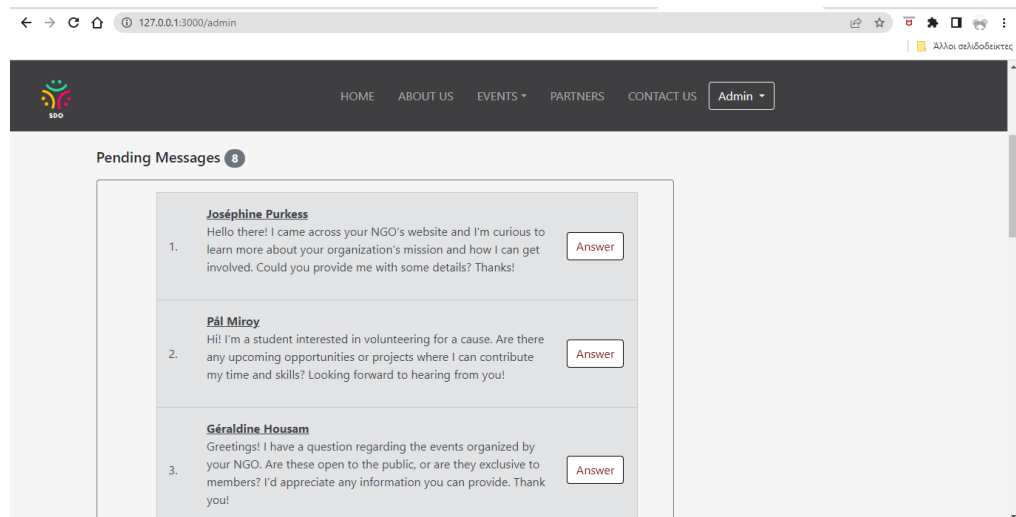 127.0.0.1:3000/admin
Άλλοι σελιδοδείκτες
SDO
HOME ABOUT US EVENTS PARTNERS CONTACT US Admin
Pending Messages 8
1.
Joséphine Purkess
Hello there! I came across your NGO's website and I'm curious to
learn more about your organization's mission and how I can get
involved. Could you provide me with some details? Thanks!
Answer
2.
Pål Miroy
Hi! I'm a student interested in volunteering for a cause. Are there
any upcoming opportunities or projects where I can contribute
my time and skills? Looking forward to hearing from you!
Answer
3.
Géraldine Housam
Greetings! I have a question regarding the events organized by
your NGO. Are these open to the public, or are they exclusive to
members? I'd appreciate any information you can provide. Thank
you!
Answer